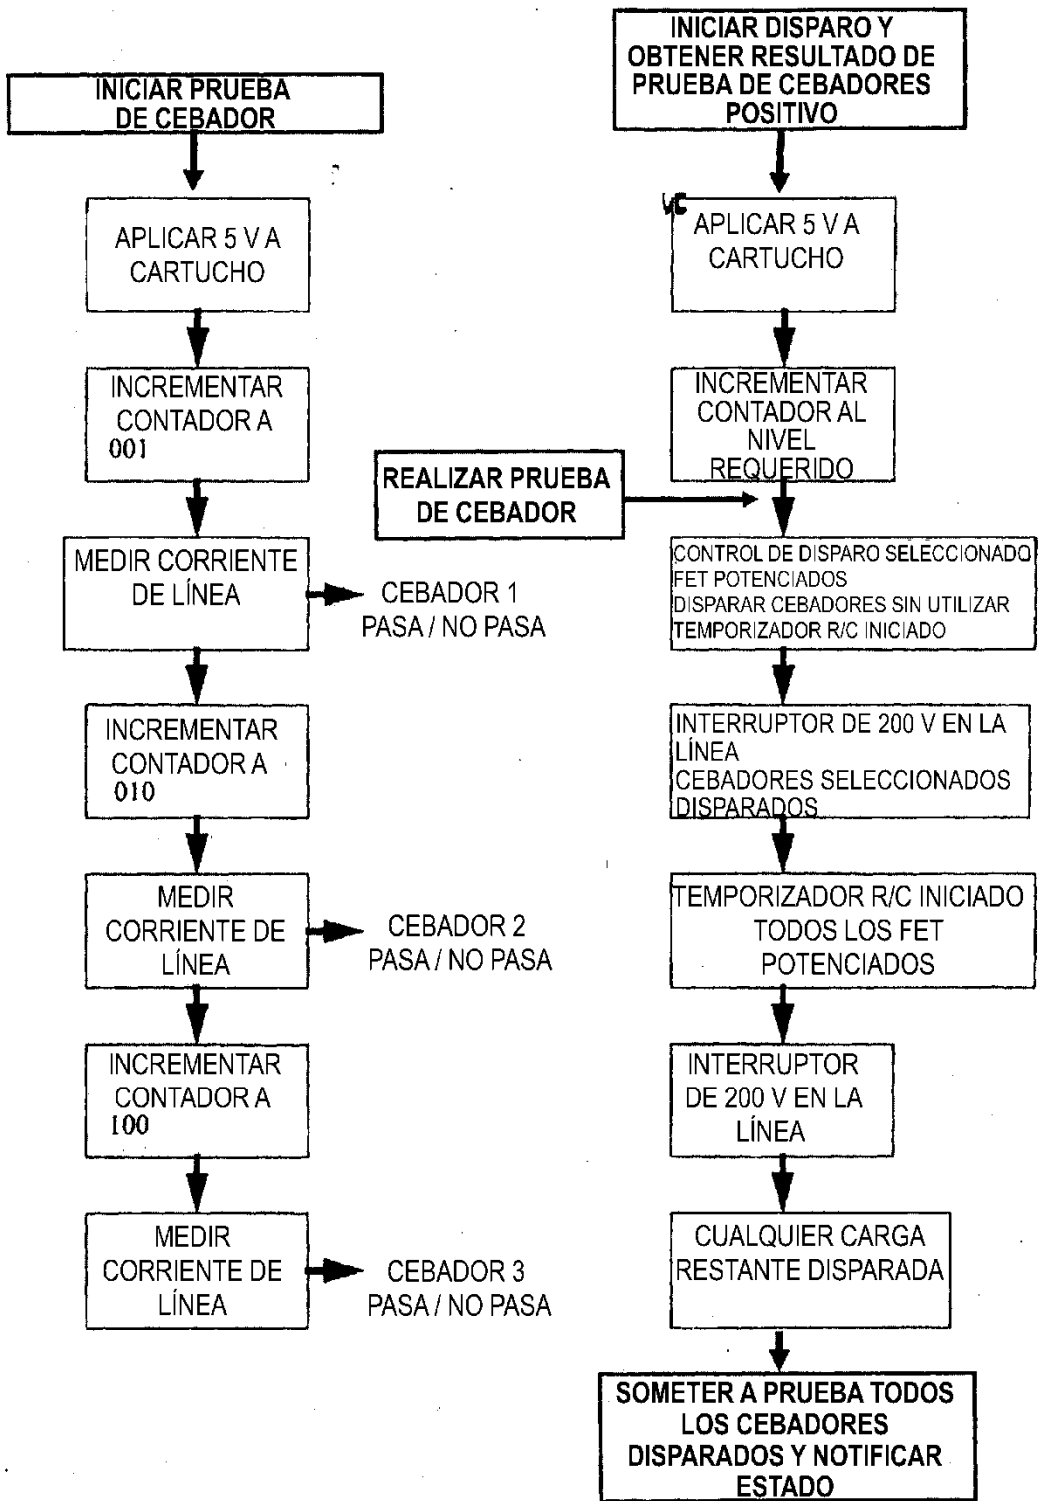 INICIAR PRUEBA
DE CEBADOR
APLICAR 5 V A
CARTUCHO
INCREMENTAR
CONTADOR A
001
MEDIR CORRIENTE
DE LÍNEA
CEBADOR 1
PASA / NO PASA
INCREMENTAR
CONTADOR A
010
MEDIR
CORRIENTE DE
LÍNEA
CEBADOR 2
PASA / NO PASA
INCREMENTAR
CONTADOR A
100
MEDIR
CORRIENTE DE
LÍNEA
CEBADOR 3
PASA / NO PASA
INICIAR DISPARO Y
OBTENER RESULTADO DE
PRUEBA DE CEBADORES
POSITIVO
APLICAR 5 V A
CARTUCHO
INCREMENTAR
CONTADOR AL
NIVEL
REQUERIDO
REALIZAR PRUEBA
DE CEBADOR
CONTROL DE DISPARO SELECCIONADO
FET POTENCIADOS
DISPARAR CEBADORES SIN UTILIZAR
TEMPORIZADOR R/C INICIADO
INTERRUPTOR DE 200 V EN LA
LÍNEA
CEBADORES SELECCIONADOS
DISPARADOS
TEMPORIZADOR R/C INICIADO
TODOS LOS FET
POTENCIADOS
INTERRUPTOR
DE 200 V EN LA
LÍNEA
CUALQUIER CARGA
RESTANTE DISPARADA
SOMETER A PRUEBA TODOS
LOS CEBADORES
DISPARADOS Y NOTIFICAR
ESTADO